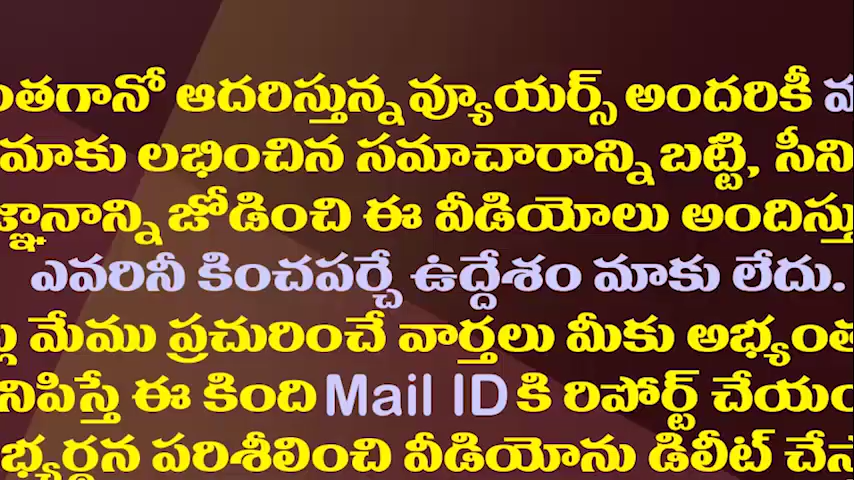 ంతగానో ఆదరిస్తున్న వ్యూయర్స్ అందరికీ
మాకు లభించిన సమాచారాన్ని బట్టి, సీని
జ్ఞానాన్ని జోడించి ఈ వీడియోలు అందిస్తు
ఎవరినీ కించపర్చే ఉద్దేశం మాకు లేదు.
మేము ప్రచురించే వార్తలు మీకు అభ్యంత
నిపిస్తే ఈ కింది Mail ID కి రిపోర్ట్ చేయం
భ్యర్ధన పరిశీలించి వీడియోను డిలీట్ చేస